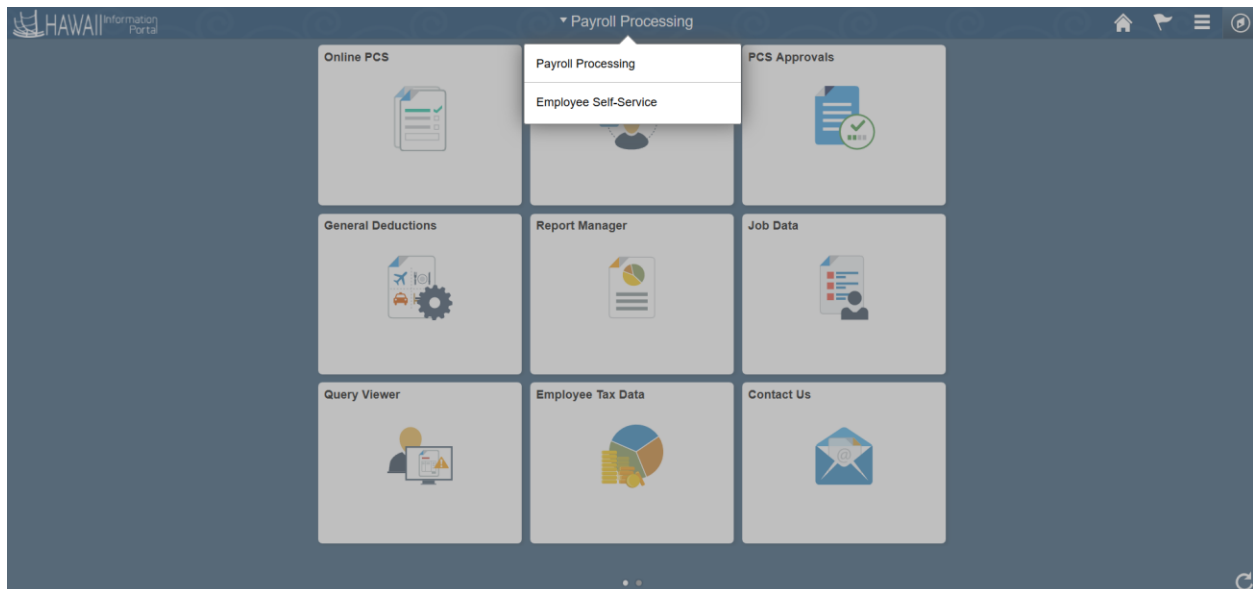 HAWAII Information
Portal
Payroll Processing
Payroll Processing
Employee Self-Service
Online PCS
PCS Approvals
General Deductions
Report Manager
Job Data
Query Viewer
Employee Tax Data
Contact Us